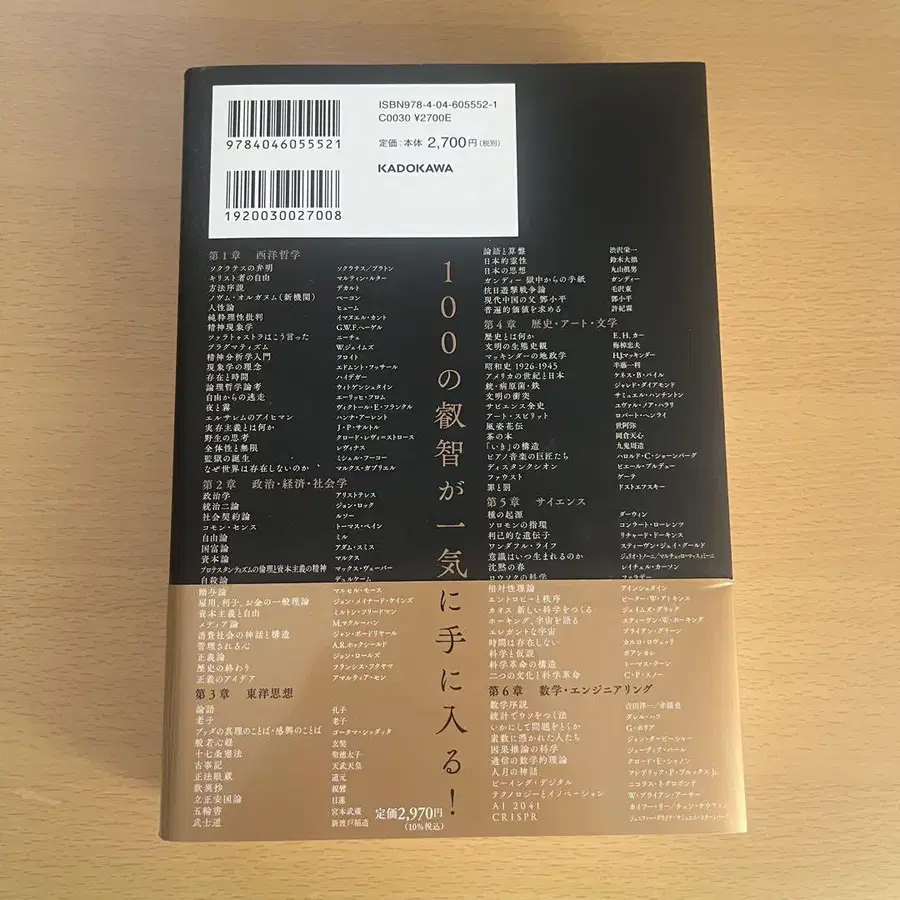 ISBN978-4-04-605552-1
C0030 ¥2700E
定価：本体 2,700円（税別）
KADOKAWA
9784046055521
1920030027008
100の叡智が一気に手に入る！
第1章 西洋哲学
ソクラテスの弁明 ソクラテス／プラトン
キリスト者の自由 マルティン・ルター
方法序説 デカルト
ノヴム・オルガヌム（新機関） ベーコン
人性論 ヒューム
純粋理性批判 イマヌエル・カント
精神現象学 G.W.F.ヘーゲル
ツァラトゥストラはこう言った ニーチェ
プラグマティズム W.ジェイムズ
精神分析学入門 フロイト
現象学の理念 エドムント・フッサール
存在と時間 ハイデガー
論理哲学論考 ウィトゲンシュタイン
自由からの逃走 エーリッヒ・フロム
夜と霧 ヴィクトール・E・フランクル
エルサレムのアイヒマン ハンナ・アーレント
実存主義とは何か J・P・サルトル
野生の思考 クロード・レヴィ＝ストロース
全体性と無限 レヴィナス
監獄の誕生 ミシェル・フーコー
なぜ世界は存在しないのか マルクス・ガブリエル
第2章 政治・経済・社会学
政治学 アリストテレス
統治二論 ジョン・ロック
社会契約論 ルソー
コモン・センス トーマス・ペイン
自由論 ミル
国富論 アダム・スミス
資本論 マルクス
プロテスタンティズムの倫理と資本主義の精神 マックス・ヴェーバー
自殺論 デュルケーム
贈与論 マルセル・モース
雇用、利子、お金の一般理論 ジョン・メイナード・ケインズ
資本主義と自由 ミルトン・フリードマン
メディア論 M.マクルーハン
消費社会の神話と構造 ジャン・ボードリヤール
管理される心 A.R.ホックシールド
正義論 ジョン・ロールズ
歴史の終わり フランシス・フクヤマ
正義のアイデア アマルティア・セン
第3章 東洋思想
論語 孔子
老子 老子
ブッダの真理のことば・感興のことば ゴータマ・シッダッタ
般若心経 玄奘
十七条憲法 聖徳太子
古事記 天武天皇
正法眼蔵 道元
歎異抄 親鸞
立正安国論 日蓮
五輪書 宮本武蔵
武士道 新渡戸稲造
論語と算盤 渋沢栄一
日本的霊性 鈴木大拙
日本の思想 丸山眞男
ガンディー 獄中からの手紙 ガンディー
抗日遊撃戦争論 毛沢東
現代中国の父 鄧小平 鄧小平
普遍的価値を求める 許紀霖
第4章 歴史・アート・文学
歴史とは何か E.H.カー
文明の生態史観 梅棹忠夫
マッキンダーの地政学 H.J.マッキンダー
昭和史 1926-1945 半藤一利
アメリカの世紀と日本 ケネス・B・パイル
銃・病原菌・鉄 ジャレド・ダイアモンド
文明の衝突 サミュエル・ハンチントン
サピエンス全史 ユヴァル・ノア・ハラリ
アート・スピリット ロバート・ヘンライ
風姿花伝 世阿弥
茶の本 岡倉天心
「いき」の構造 九鬼周造
ピアノ音楽の巨匠たち ハロルド・C・ショーンバーグ
ディスタンクシオン ピエール・ブルデュー
ファウスト ゲーテ
罪と罰 ドストエフスキー
第5章 サイエンス
種の起源 ダーウィン
ソロモンの指環 コンラート・ローレンツ
利己的な遺伝子 リチャード・ドーキンス
ワンダフル・ライフ スティーヴン・ジェイ・グールド
意識はいつ生まれるのか ジュリオ・トノーニ／マルチェッロ・マッスィミーニ
沈黙の春 レイチェル・カーソン
ロウソクの科学 ファラデー
相対性理論 アインシュタイン
エントロピーと秩序 ピーター・W・アトキンス
カオス 新しい科学をつくる ジェイムズ・グリック
ホーキング、宇宙を語る スティーヴン・W・ホーキング
エレガントな宇宙 ブライアン・グリーン
時間は存在しない カルロ・ロヴェッリ
科学と仮説 ポアンカレ
科学革命の構造 トーマス・クーン
二つの文化と科学革命 C・P・スノー
第6章 数学・エンジニアリング
数学序説 吉田洋一／赤攝也
統計でウソをつく法 ダレル・ハフ
いかにして問題をとくか G・ポリア
素数に憑かれた人たち ジョン・ダービーシャー
因果推論の科学 ジューディア・パール
通信の数学的理論 クロード・E・シャノン
人月の神話 フレデリック・P・ブルックスJr.
ビーイング・デジタル ニコラス・ネグロポンテ
テクノロジーとイノベーション W・ブライアン・アーサー
AI 2041 カイフー・リー／チェン・チウファン
CRISPR ジェニファー・ダウドナ／サミュエル・スターンバーグ
定価2,970円
（10%税込）